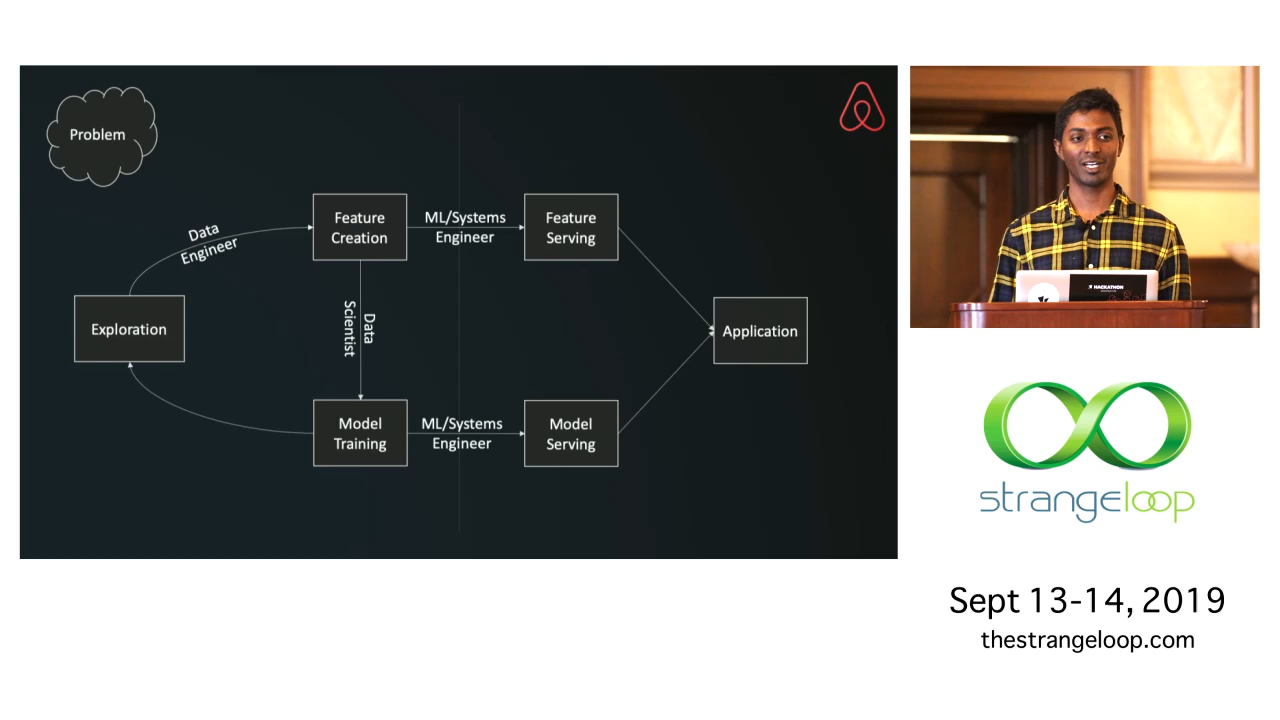 Problem
Data
Engineer
Feature
Creation
ML/Systems
Engineer
Feature
Serving
Exploration
Data
Scientist
Application
Model
Training
ML/Systems
Engineer
Model
Serving
HACKATHON
strangeloop
Sept 13-14, 2019
thestrangeloop.com